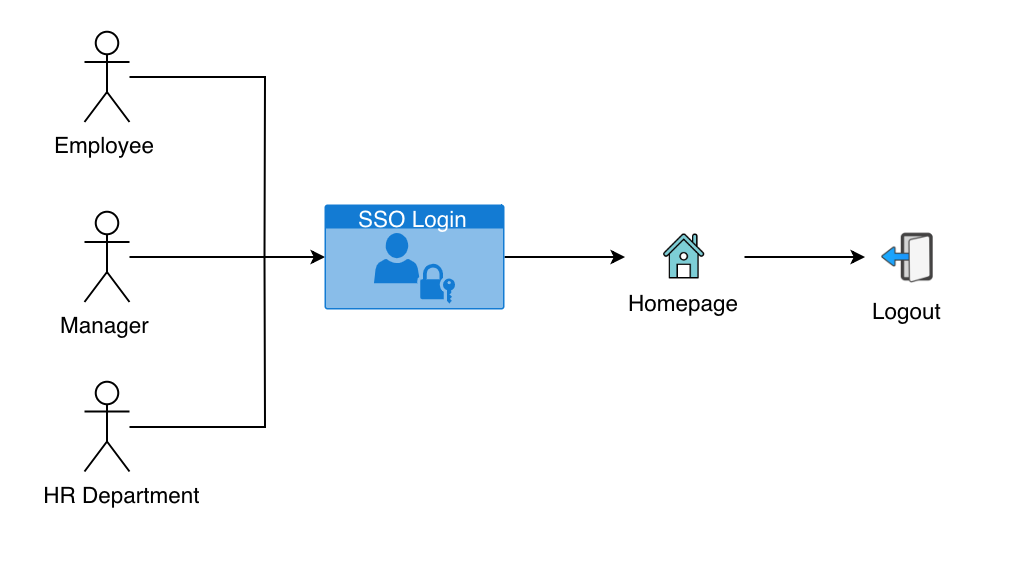 Employee
SSO Login
Manager
Homepage
Logout
HR Department